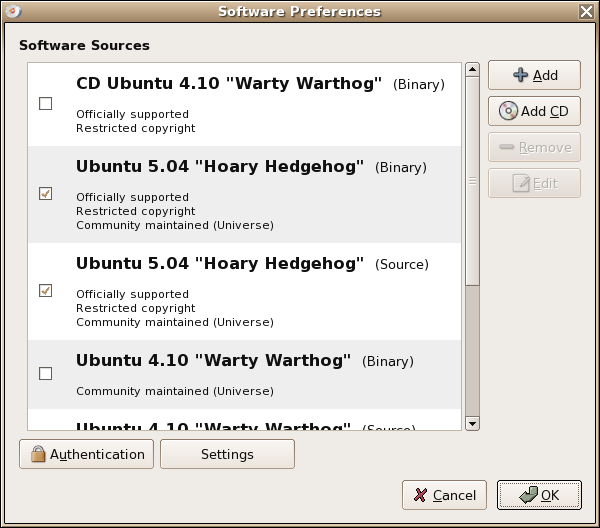 Software Preferences
Software Sources
CD Ubuntu 4.10 "Warty Warthog" (Binary)
Officially supported
Restricted copyright
Ubuntu 5.04 "Hoary Hedgehog" (Binary)
Officially supported
Restricted copyright
Community maintained (Universe)
Ubuntu 5.04 "Hoary Hedgehog" (Source)
Officially supported
Restricted copyright
Community maintained (Universe)
Ubuntu 4.10 "Warty Warthog" (Binary)
Community maintained (Universe)
Ubuntu 4.10 "Warty Warthog" (Source)
Add
Add CD
Remove
Edit
Authentication
Settings
Cancel
OK